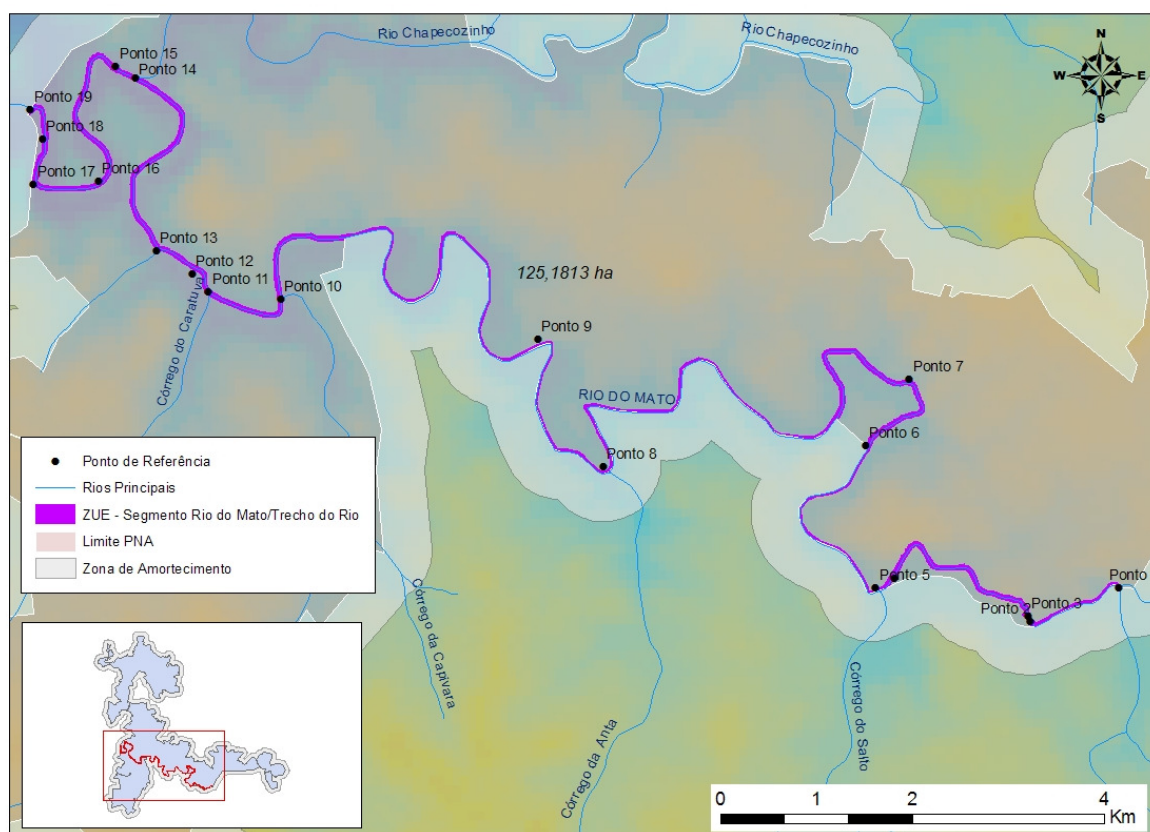 Rio Chapecozinho
Rio Chapecozinho
N
W
E
S
Ponto 15
Ponto 14
Ponto 19
Ponto 18
Ponto 17
Ponto 16
Ponto 13
Ponto 12
Ponto 11
Ponto 10
Córrego do Caratuva
125,1813 ha
Ponto 9
Ponto 7
RIO DO MATO
Ponto 6
Ponto 8
Ponto 5
Ponto
Ponto 2
Ponto 3
Córrego da Capivara
Córrego da Anta
Córrego do Salto
Ponto de Referência
Rios Principais
ZUE - Segmento Rio do Mato/Trecho do Rio
Limite PNA
Zona de Amortecimento
0 1 2 4
Km